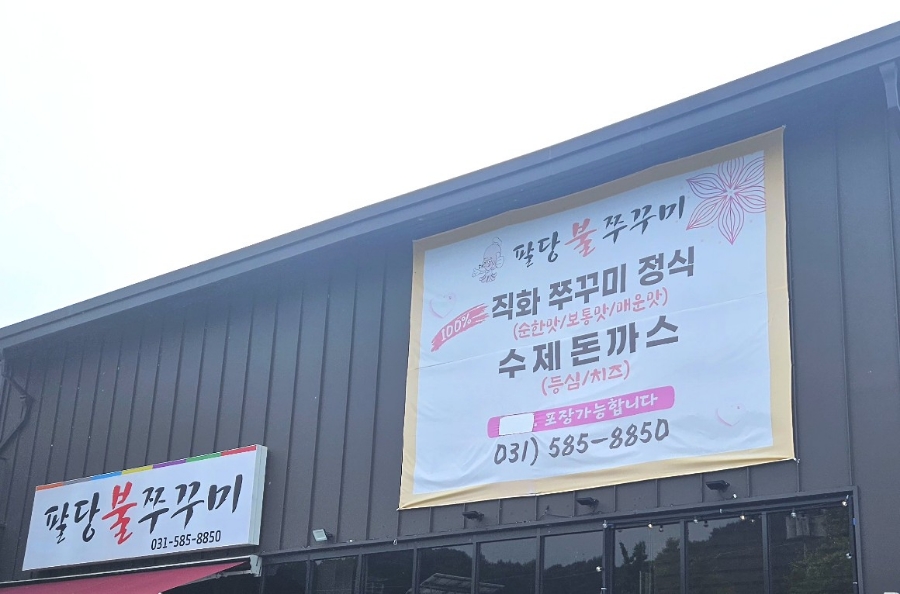 팔당불쭈꾸미
100% 직화 쭈꾸미 정식
(순한맛/보통맛/매운맛)
수제돈까스
(등심/치즈)
포장가능합니다
031) 585-8850
팔당불쭈꾸미
031-585-8850